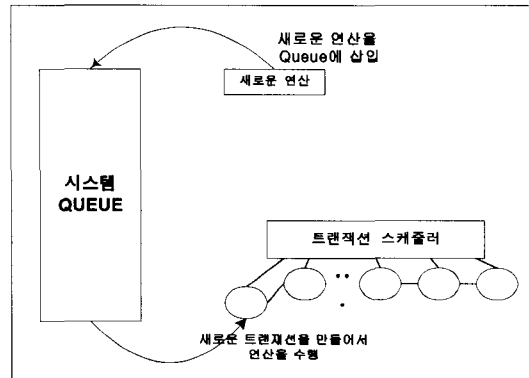 새로운 연산을
Queue에 삽입
새로운 연산
시스템
QUEUE
트랜잭션 스케줄러
새로운 트랜잭션을 만들어서
연산을 수행